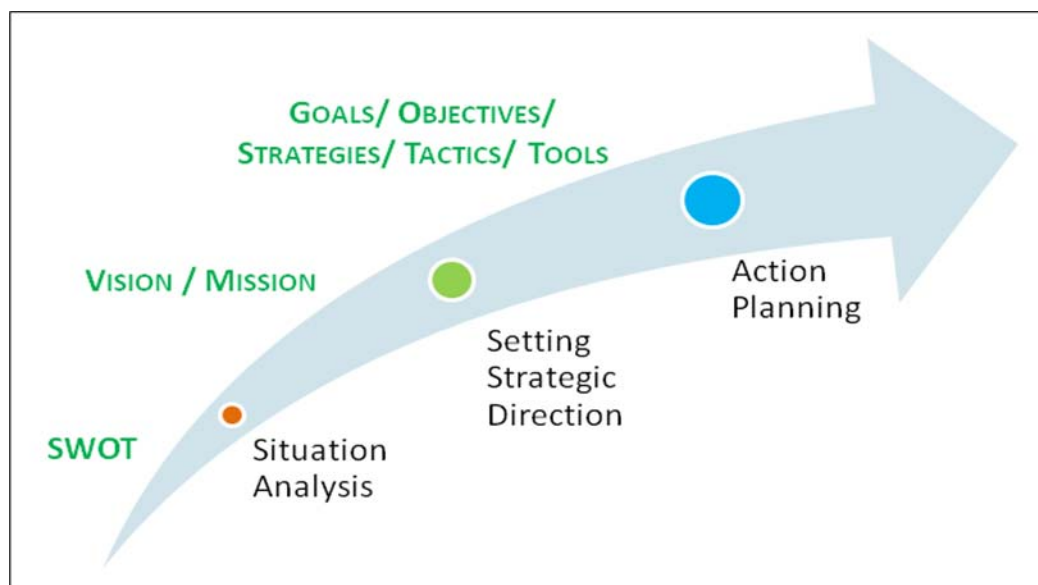 GOALS/ OBJECTIVES/
STRATEGIES/ TACTICS/ TOOLS
VISION / MISSION
SWOT
Situation
Analysis
Setting
Strategic
Direction
Action
Planning